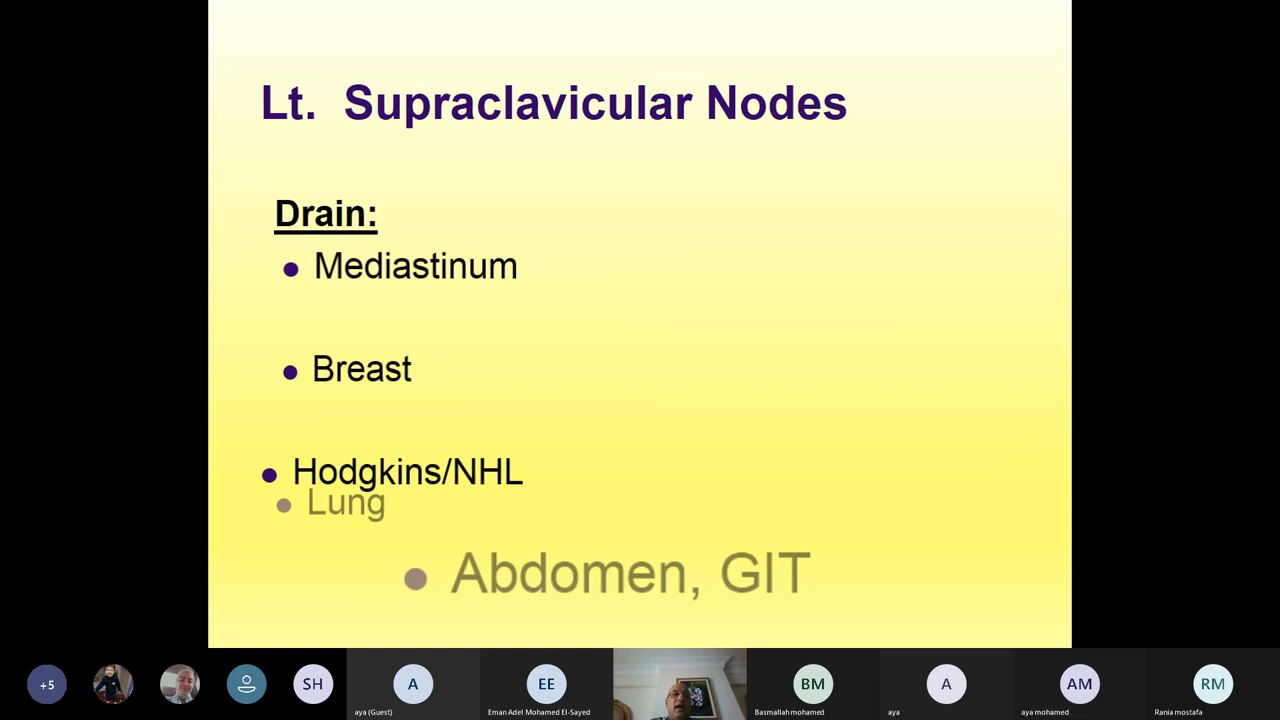 Lt. Supraclavicular Nodes
Drain:
• Mediastinum
• Breast
• Hodgkins/NHL
• Lung
• Abdomen, GIT
+5
SH
A
EE
BM
A
AM
RM
aya (Guest)
Eman Adel Mohamed El-Sayed
Basmallah mohamed
aya
aya mohamed
Rania mostafa